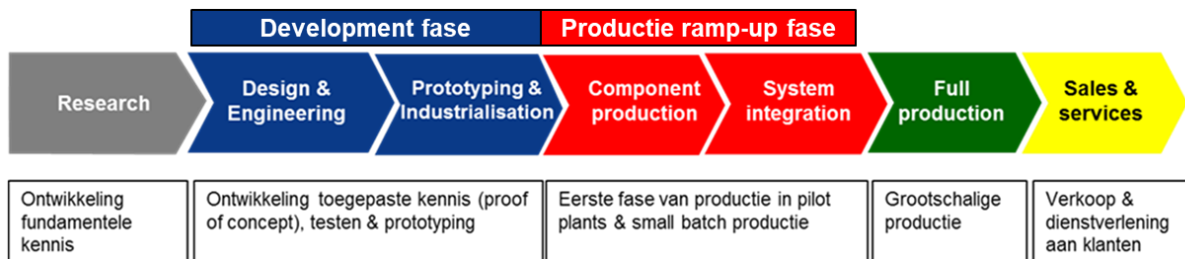 Development fase
Productie ramp-up fase
Research
Design &
Engineering
Prototyping &
Industrialisation
Component
production
System
integration
Full
production
Sales &
services
Ontwikkeling
fundamentele
kennis
Ontwikkeling toegepaste kennis (proof
of concept), testen & prototyping
Eerste fase van productie in pilot
plants & small batch productie
Grootschalige
productie
Verkoop &
dienstverlening
aan klanten